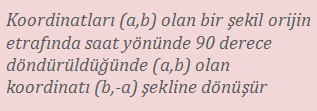 Koordinatları (a,b) olan bir şekil orijin
etrafında saat yönünde 90 derece
döndürüldüğünde (a,b) olan
koordinatı (b,-a) şekline dönüşür